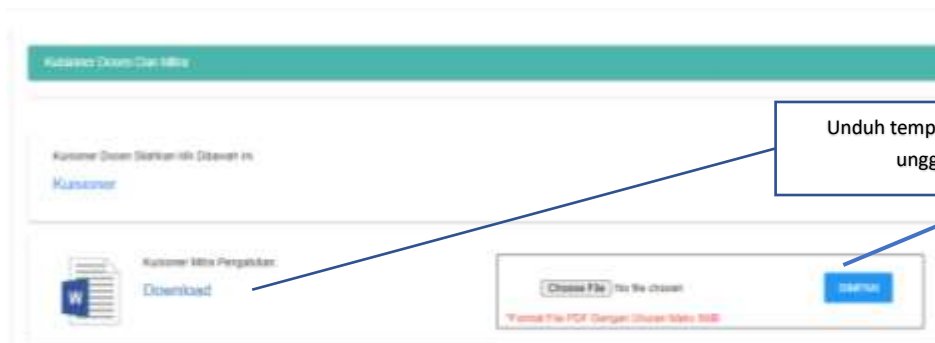 Kuisioner Dosen Dan Mitra
Unduh temp
ungg
Kuisioner Dosen Silahkan klik Dibawah ini
Kuisioner
Kuisioner Mitra Pengabdian
Download
W
Choose File No file chosen
SIMPAN
*Format File PDF Dengan Ukuran Maks 5MB